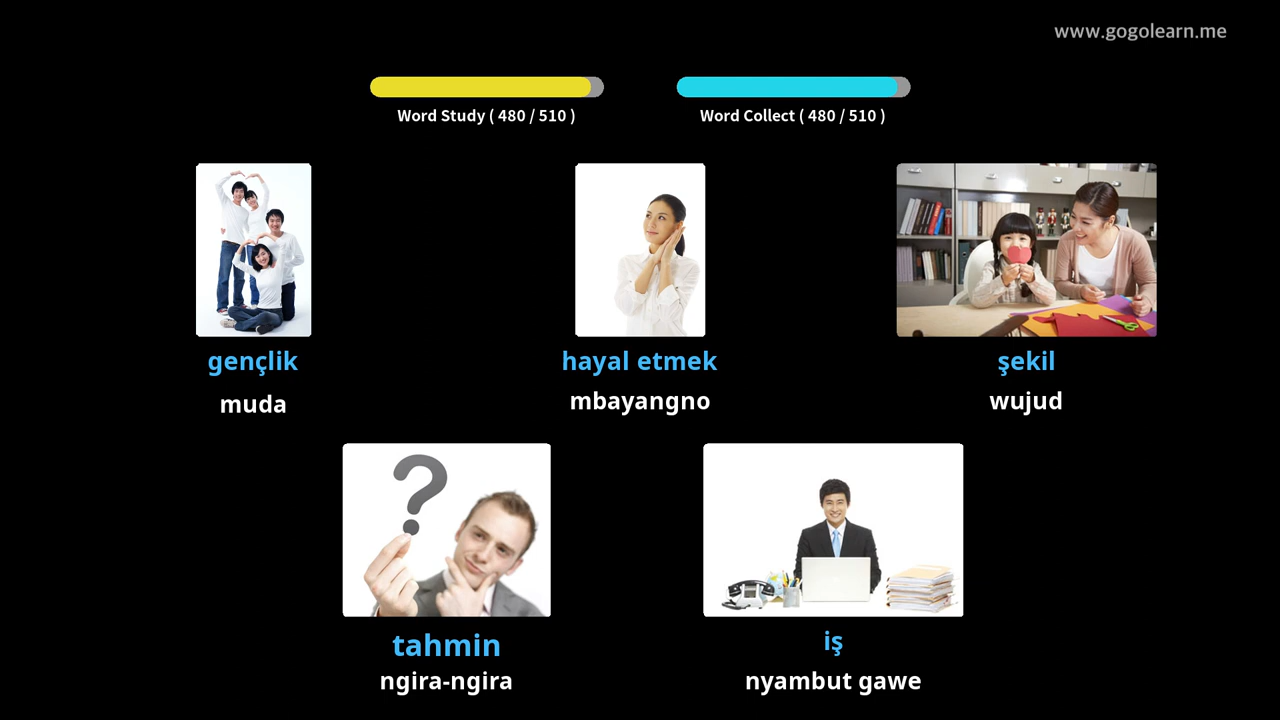 www.gogolearn.me
Word Study ( 480 / 510 )
Word Collect ( 480 / 510 )
gençlik
muda
hayal etmek
mbayangno
şekil
wujud
tahmin
ngira-ngira
iş
nyambut gawe